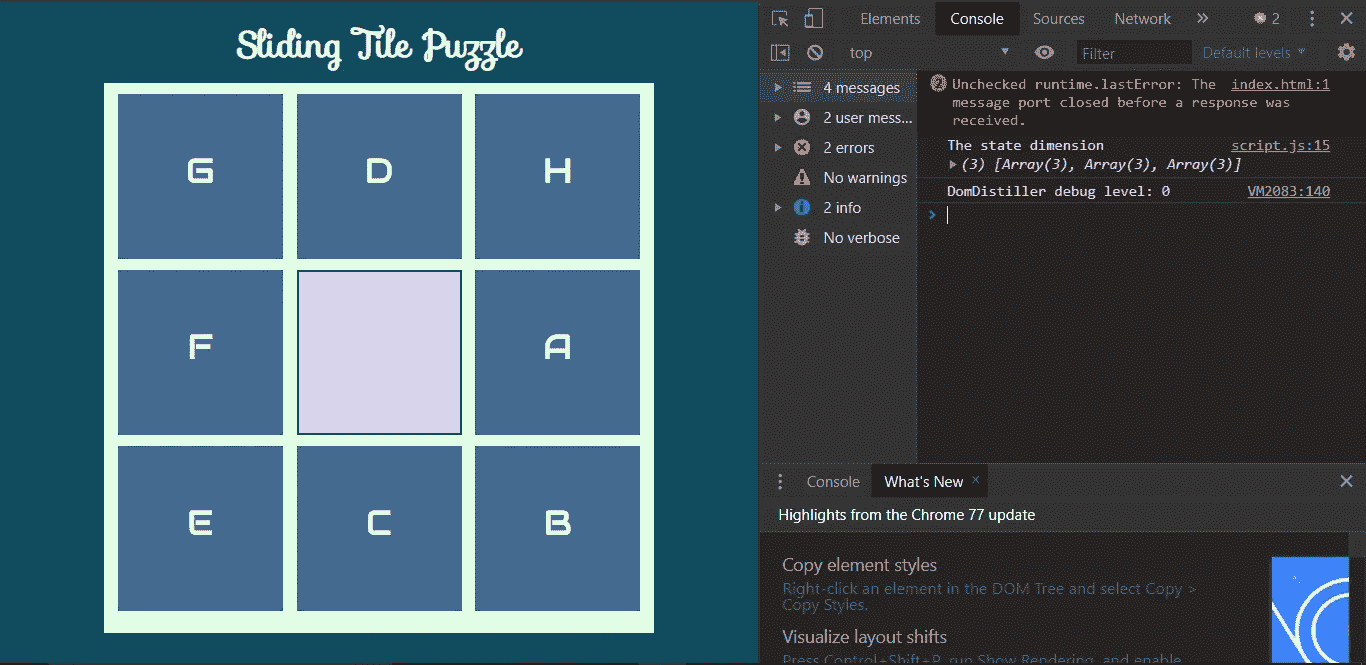 Sliding Tile Puzzle
G D H
F A
E C B
Elements Console Sources Network 2
top Filter Default levels
4 messages
2 user mess...
2 errors
No warnings
2 info
No verbose
2 Unchecked runtime.lastError: The index.html:1
message port closed before a response was
received.
The state dimension script.js:15
(3) [Array(3), Array(3), Array(3)]
DomDistiller debug level: 0 VM2083:140
Console What's New
Highlights from the Chrome 77 update
Copy element styles
Right-click an element in the DOM Tree and select Copy >
Copy Styles.
Visualize layout shifts
Press Control+Shift+P, run Show Rendering, and enable